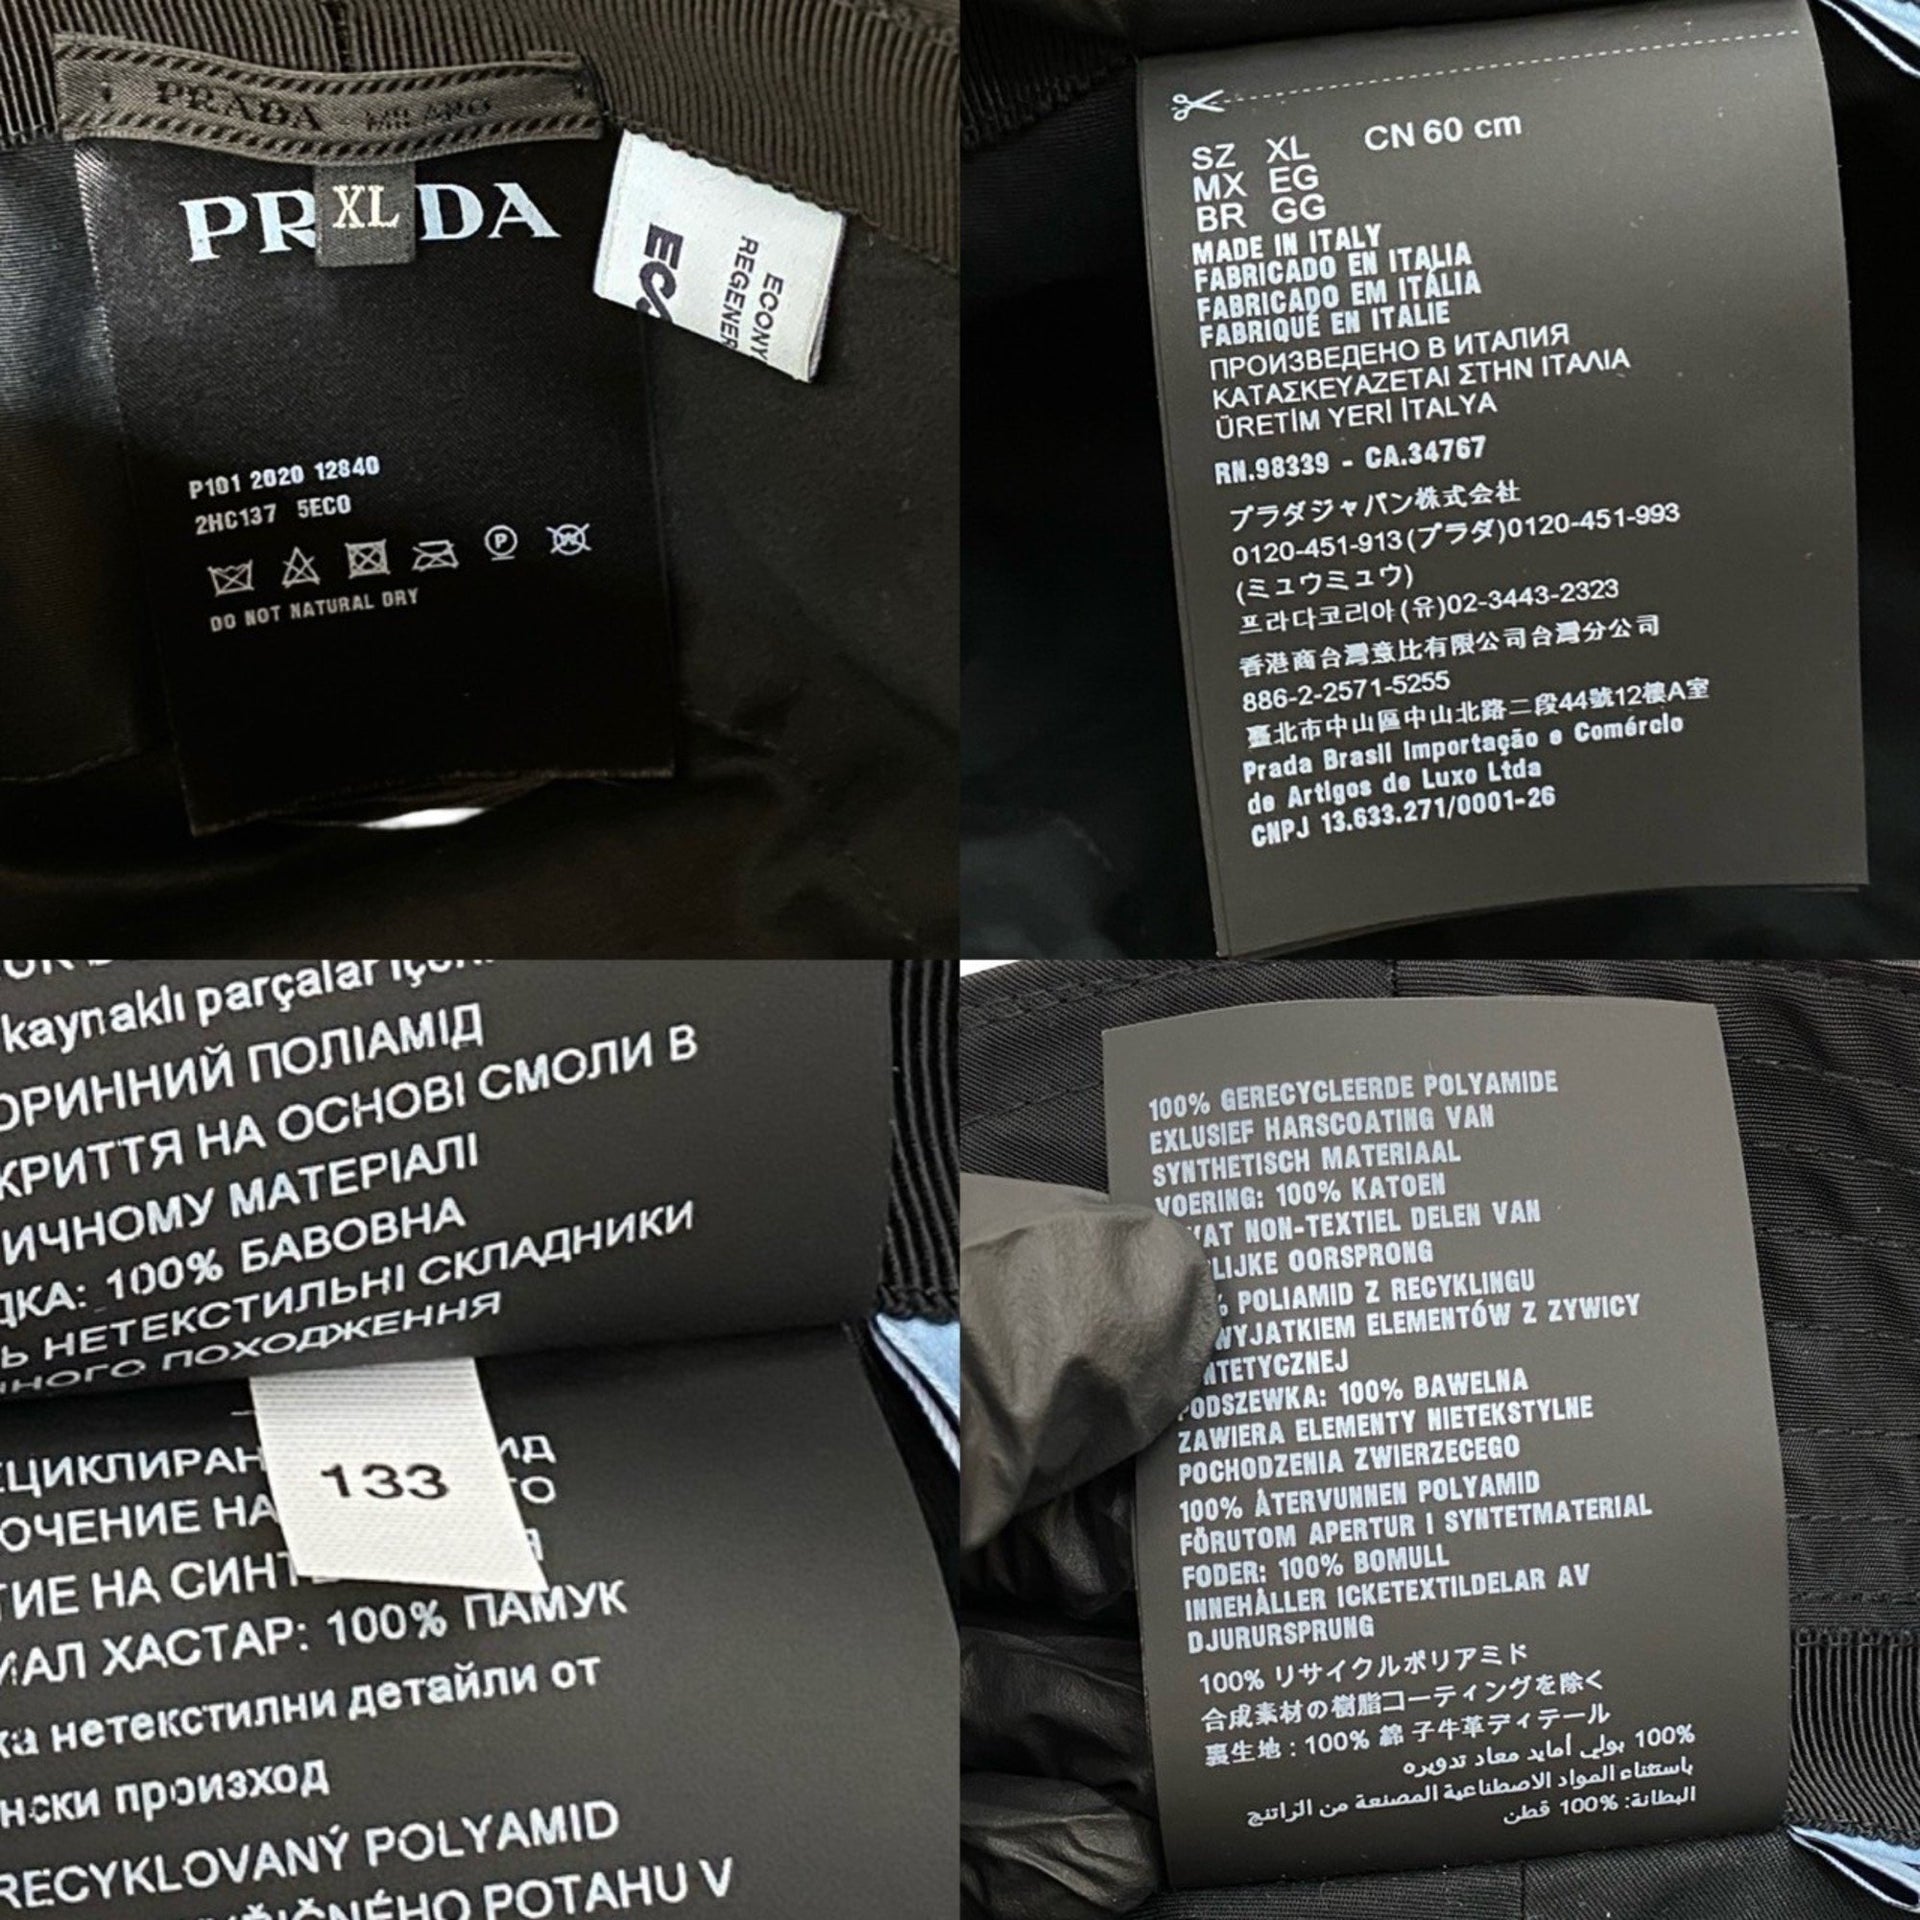 PRADA MILANO
XL
PRADA
ECONY
REGENER
P101 2020 12840
2HC137 5ECO
P
W
DO NOT NATURAL DRY
SZ XL CN 60 cm
MX EG
BR GG
MADE IN ITALY
FABRICADO EN ITALIA
FABRICADO EM ITÁLIA
FABRIQUÉ EN ITALIE
ПРОИЗВЕДЕНО В ИТАЛИЯ
ΚΑΤΑΣΚΕΥΑΖΕΤΑΙ ΣΤΗΝ ΙΤΑΛΙΑ
ÜRETİM YERİ İTALYA
RN.98339 - CA.34767
プラダジャパン株式会社
0120-451-913(プラダ)0120-451-993
(ミュウミュウ)
프라다코리아(유)02-3443-2323
香港商台灣意比有限公司台灣分公司
886-2-2571-5255
臺北市中山區中山北路二段44號12樓A室
Prada Brasil Importação e Comércio
de Artigos de Luxo Ltda
CNPJ 13.633.271/0001-26
kaynaklı parçalar
ОРИННИЙ ПОЛІАМІД
КРИТТЯ НА ОСНОВІ СМОЛИ В
ИЧНОМУ МАТЕРІАЛІ
ДКА: 100% БАВОВНА
Ь НЕТЕКСТИЛЬНІ СКЛАДНИКИ
НОГО ПОХОДЖЕННЯ
133
ЕЦИКЛИРАН ИД
ЮЧЕНИЕ НА ГО
ТИЕ НА СИНТ
ИАЛ ХАСТАР: 100% ПАМУК
ка нетекстилни детайли от
нски произход
RECYKLOVANÝ POLYAMID
POTAHU V
100% GERECYCLEERDE POLYAMIDE
EXLUSIEF HARSCOATING VAN
SYNTHETISCH MATERIAAL
VOERING: 100% KATOEN
VAT NON-TEXTIEL DELEN VAN
LIJKE OORSPRONG
% POLIAMID Z RECYKLINGU
WYJATKIEM ELEMENTÓW Z ZYWICY
NTETYCZNEJ
PODSZEWKA: 100% BAWELNA
ZAWIERA ELEMENTY NIETEKSTYLNE
POCHODZENIA ZWIERZECEGO
100% ÅTERVUNNEN POLYAMID
FÖRUTOM APERTUR I SYNTETMATERIAL
FODER: 100% BOMULL
INNEHÅLLER ICKETEXTILDELAR AV
DJURURSPRUNG
100% リサイクルポリアミド
合成素材の樹脂コーティングを除く
裏生地 : 100% 綿 子牛革ディテール
100% بولي أمايد معاد تدويره
باستثناء المواد الاصطناعية المصنعة من الراتنج
البطانة: 100% قطن